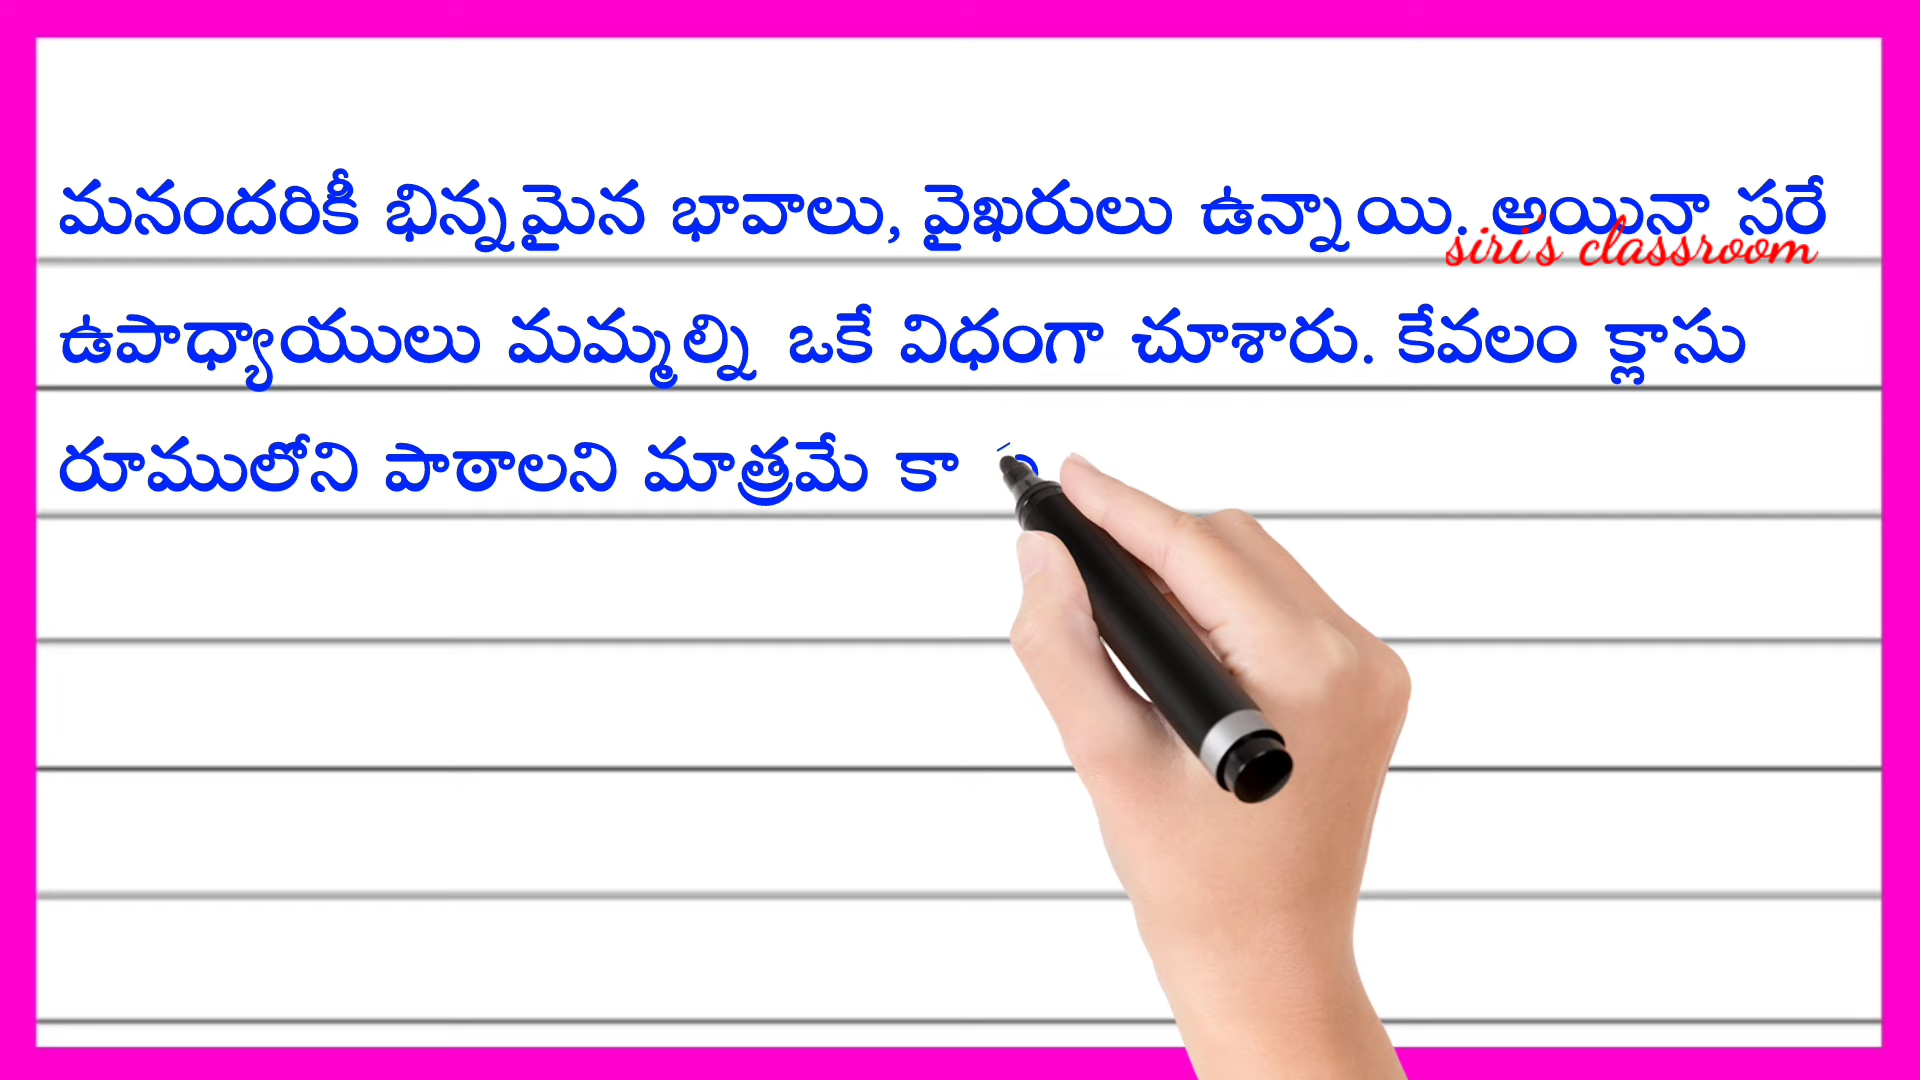 మనందరికీ భిన్నమైన భావాలు, వైఖరులు ఉన్నాయి. అయినా సరే
siri's classroom
ఉపాధ్యాయులు మమ్మల్ని ఒకే విధంగా చూశారు. కేవలం క్లాసు
రూములోని పాఠాలని మాత్రమే